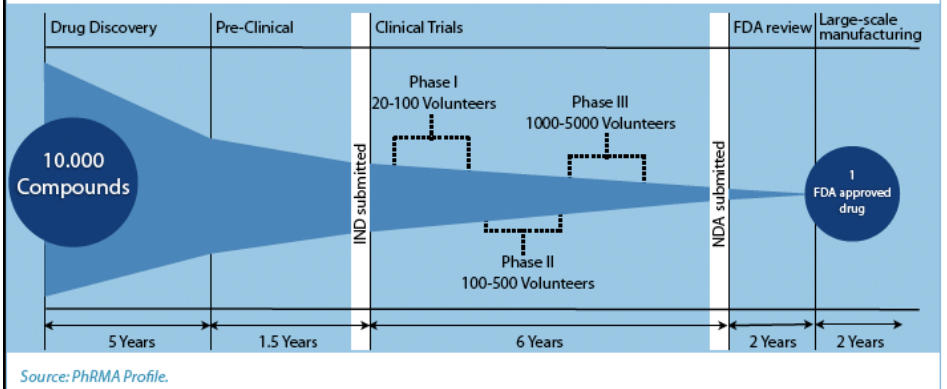 Drug Discovery
Pre-Clinical
Clinical Trials
FDA review
Large-scale
manufacturing
Phase I
20-100 Volunteers
Phase III
1000-5000 Volunteers
10.000
Compounds
IND submitted
NDA submitted
1
FDA approved
drug
Phase II
100-500 Volunteers
5 Years
1.5 Years
6 Years
2 Years
2 Years
Source: PhRMA Profile.